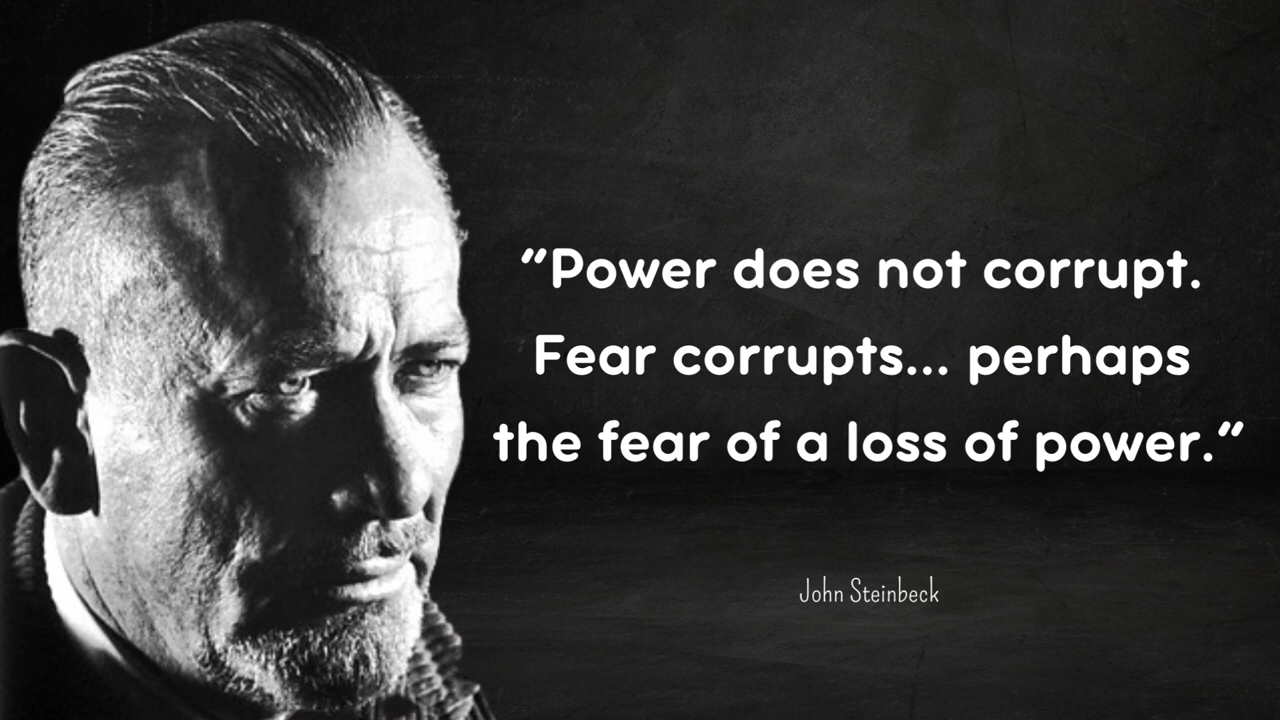 "Power does not corrupt.
Fear corrupts... perhaps
the fear of a loss of power."
John Steinbeck